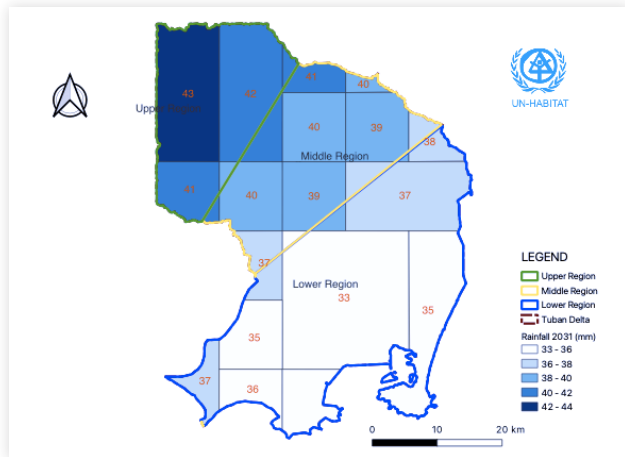 43
42
41
40
Upper Region
40
39
Middle Region
38
41
40
39
37
37
Lower Region
33
35
35
37
36
UN-HABITAT
LEGEND
Upper Region
Middle Region
Lower Region
Tuban Delta
Rainfall 2031 (mm)
33 - 36
36 - 38
38 - 40
40 - 42
42 - 44
0 10 20 km